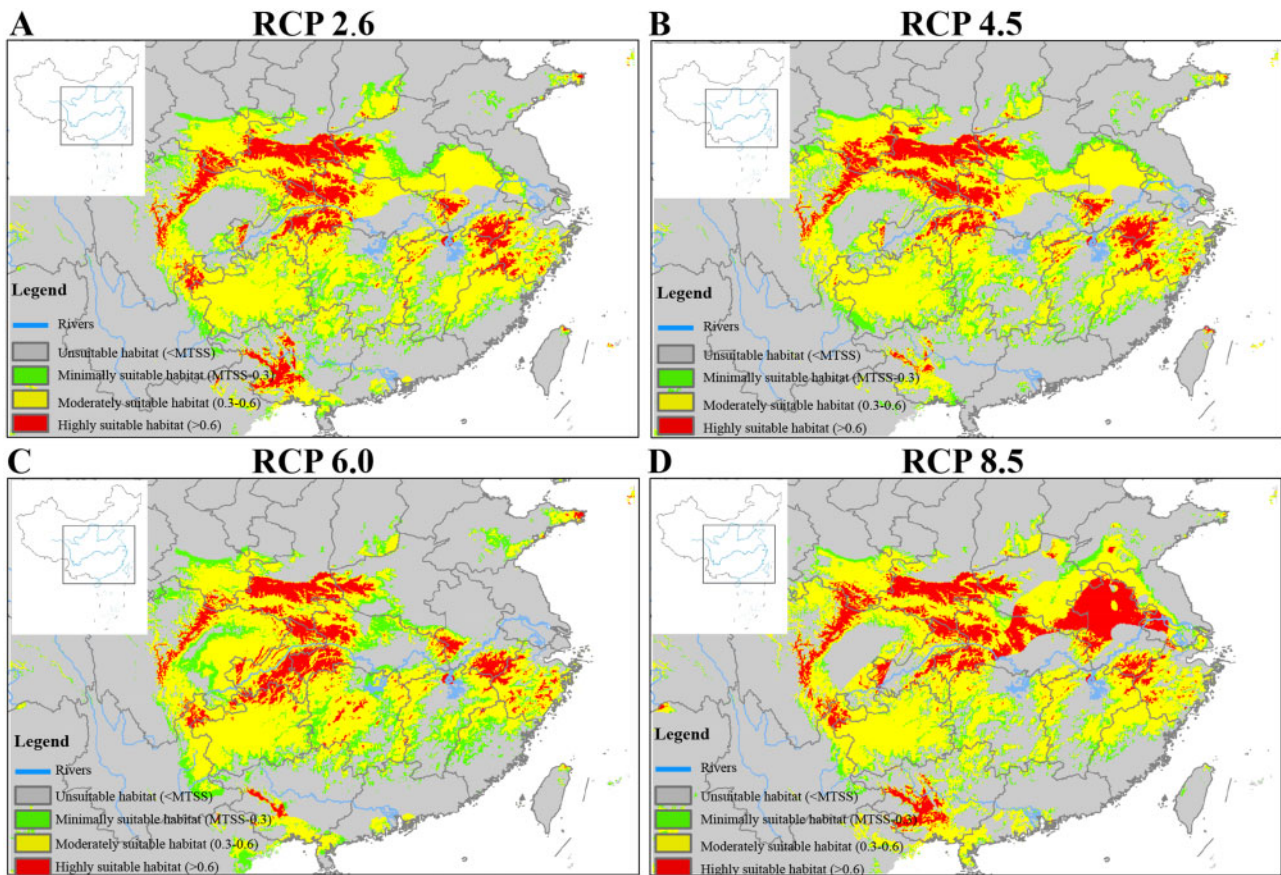 A
RCP 2.6
Legend
Rivers
Unsuitable habitat (<MTSS)
Minimally suitable habitat (MTSS-0.3)
Moderately suitable habitat (0.3-0.6)
Highly suitable habitat (>0.6)
B
RCP 4.5
Legend
Rivers
Unsuitable habitat (<MTSS)
Minimally suitable habitat (MTSS-0.3)
Moderately suitable habitat (0.3-0.6)
Highly suitable habitat (>0.6)
C
RCP 6.0
Legend
Rivers
Unsuitable habitat (<MTSS)
Minimally suitable habitat (MTSS-0.3)
Moderately suitable habitat (0.3-0.6)
Highly suitable habitat (>0.6)
D
RCP 8.5
Legend
Rivers
Unsuitable habitat (<MTSS)
Minimally suitable habitat (MTSS-0.3)
Moderately suitable habitat (0.3-0.6)
Highly suitable habitat (>0.6)